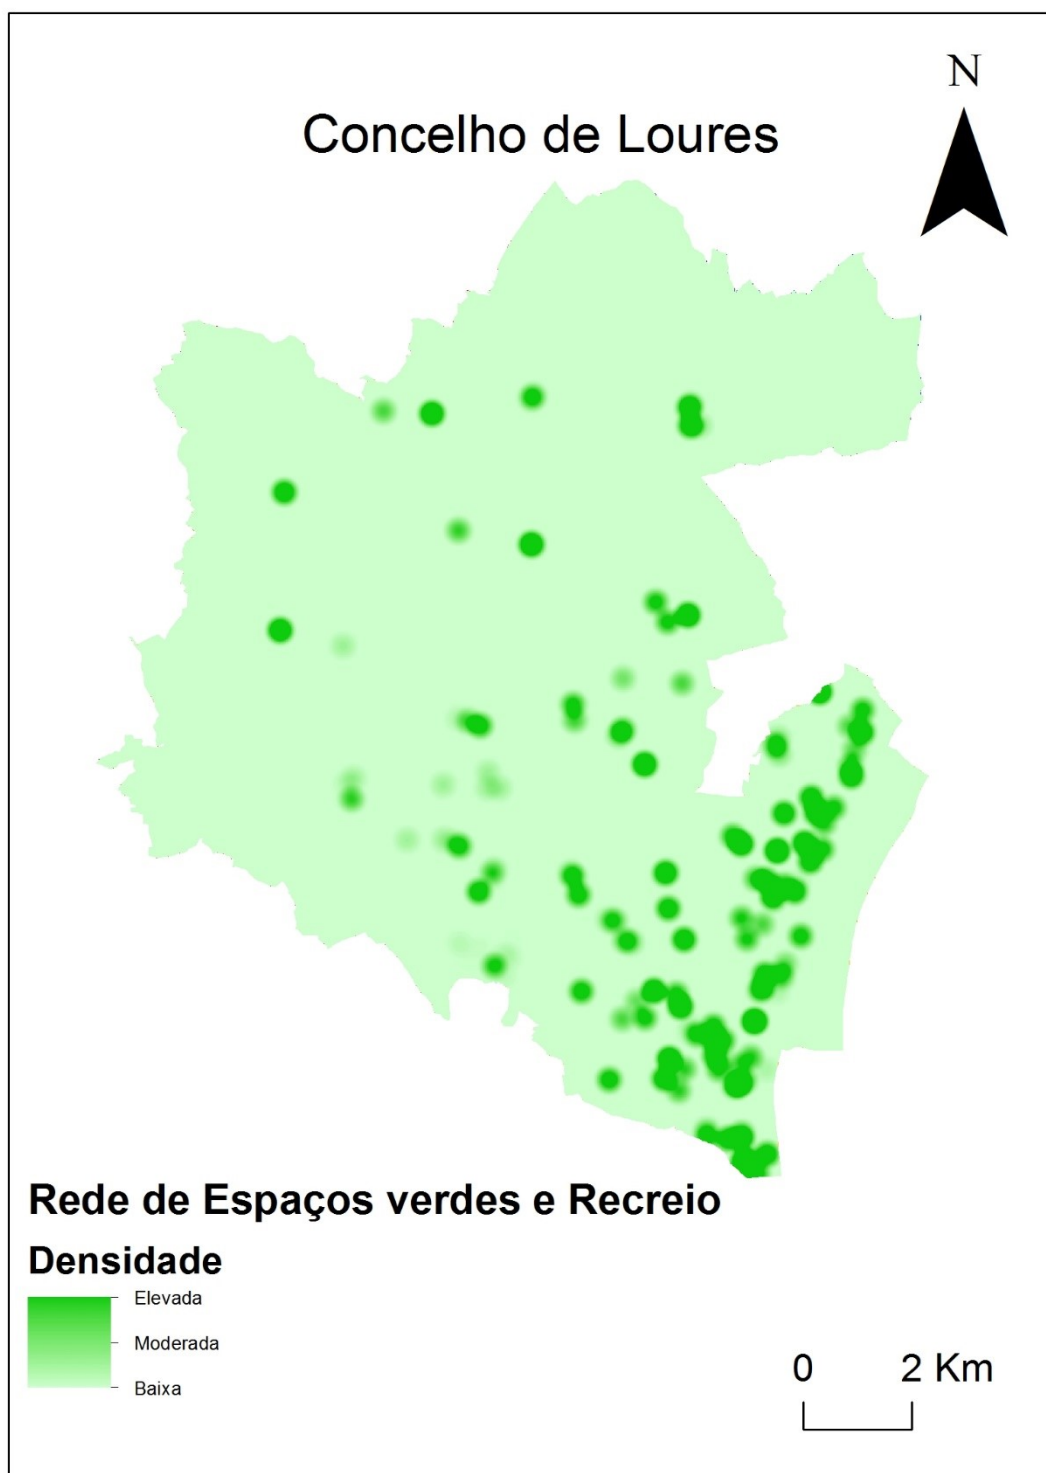 N
Concelho de Loures
Rede de Espaços verdes e Recreio
Densidade
Elevada
Moderada
Baixa
0 2 Km